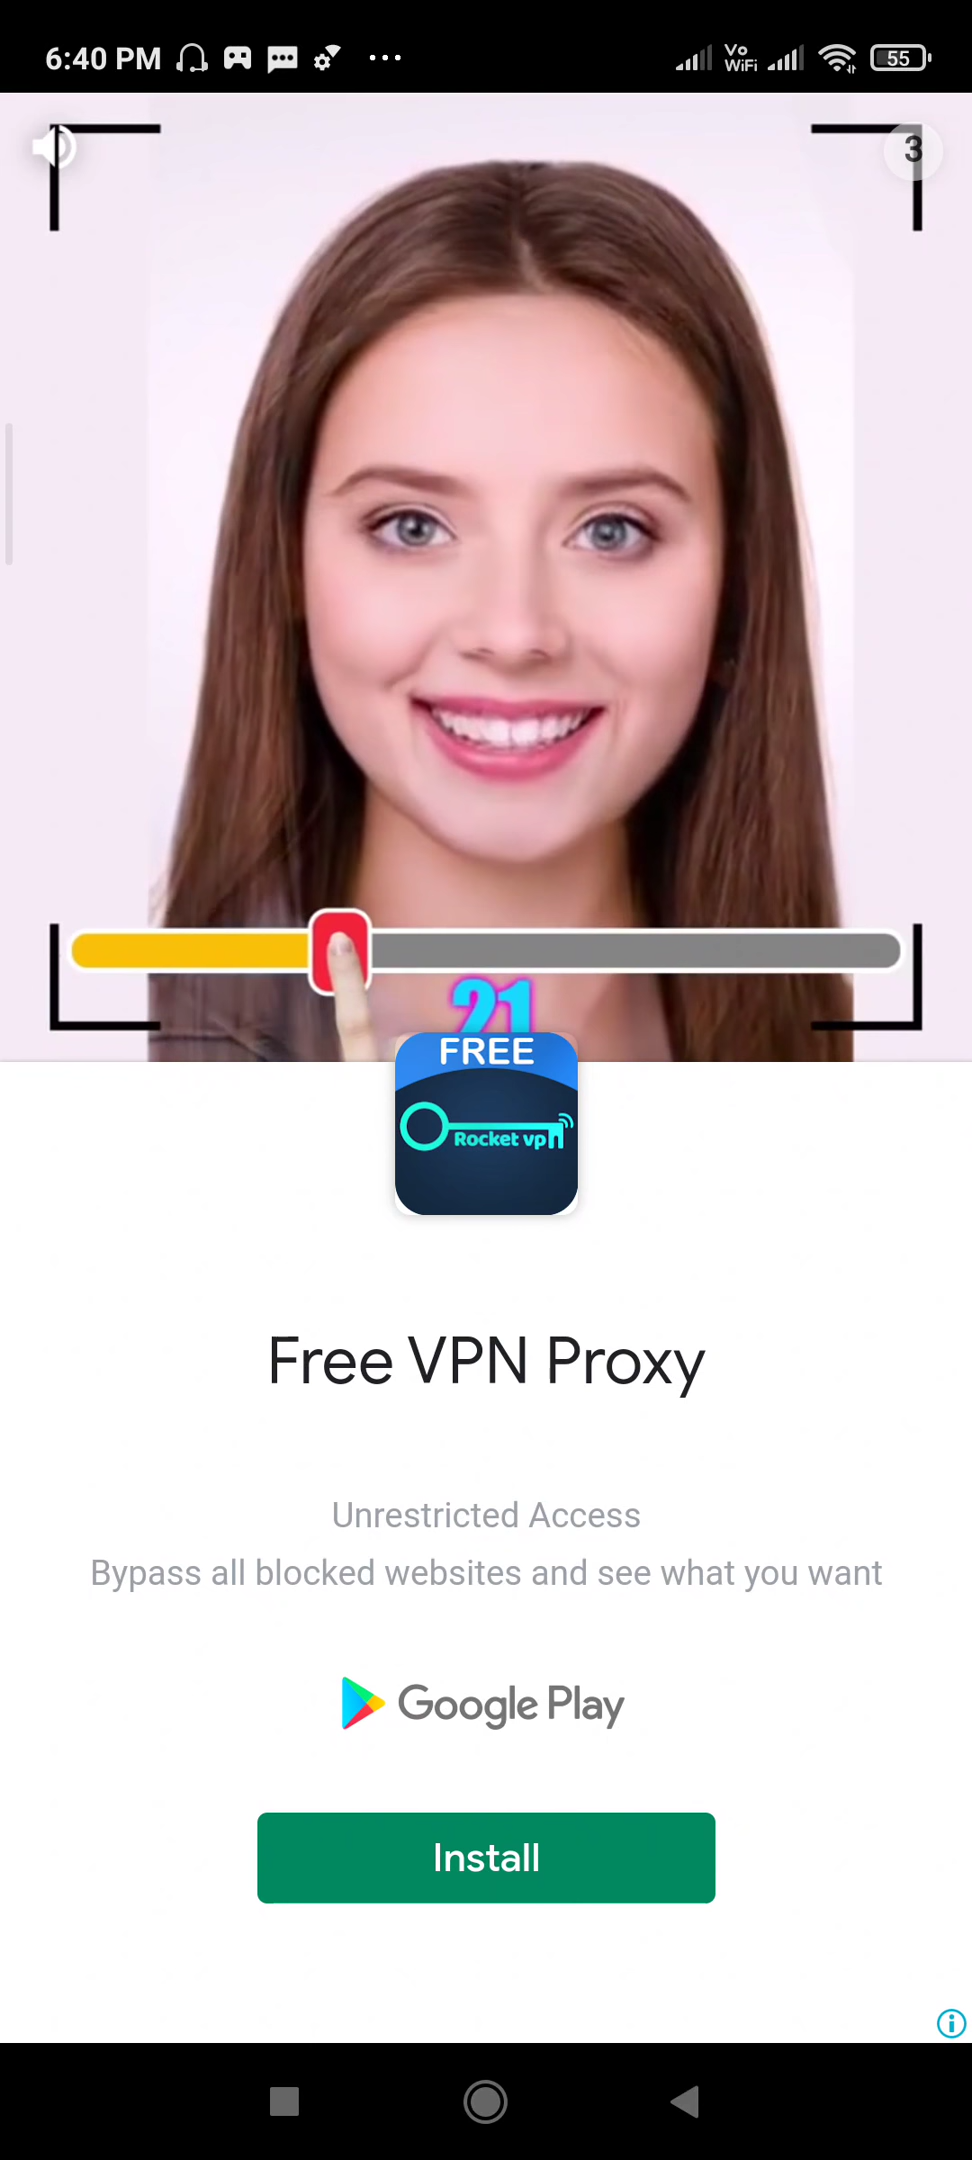 6:40 PM
Vo
WiFi
55
3
21
FREE
Rocket vpn
Free VPN Proxy
Unrestricted Access
Bypass all blocked websites and see what you want
Google Play
Install